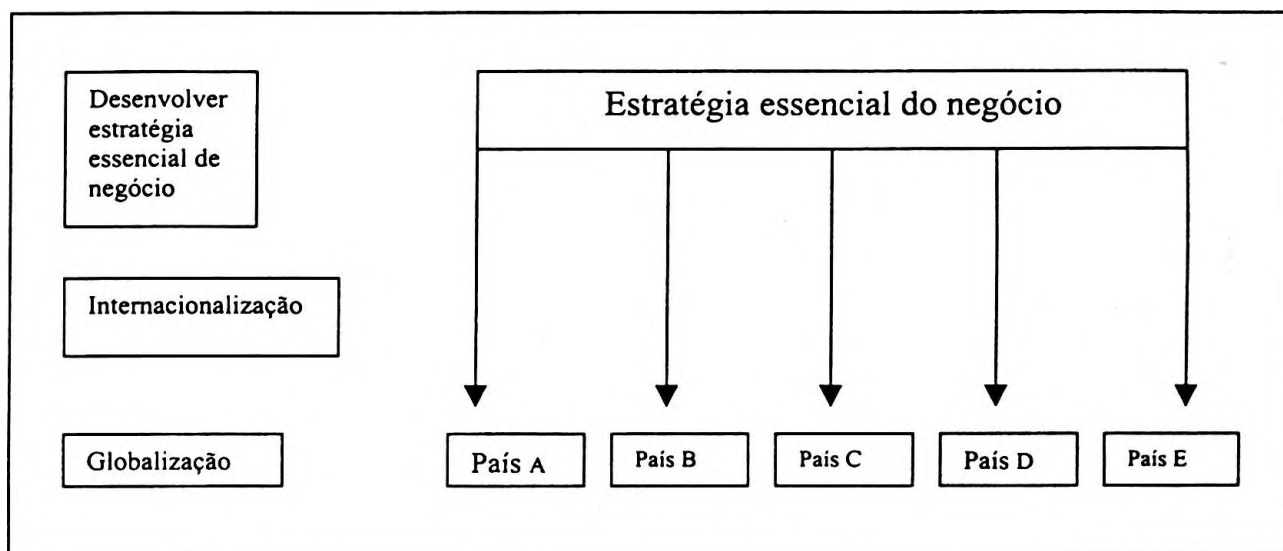 Desenvolver
estratégia
essencial de
negócio
Estratégia essencial do negócio
Internacionalização
Globalização
País A
País B
País C
País D
País E